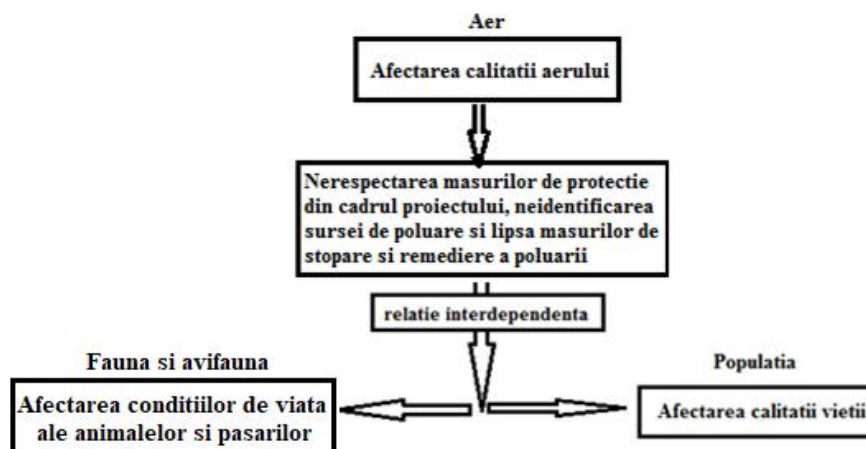 Aer
Afectarea calitatii aerului
Nerespectarea masurilor de protectie
din cadrul proiectului, neidentificarea
sursei de poluare si lipsa masurilor de
stopare si remediere a poluarii
relatie interdependenta
Fauna si avifauna
Afectarea conditiilor de viata
ale animalelor si pasarilor
Populatia
Afectarea calitatii vietii